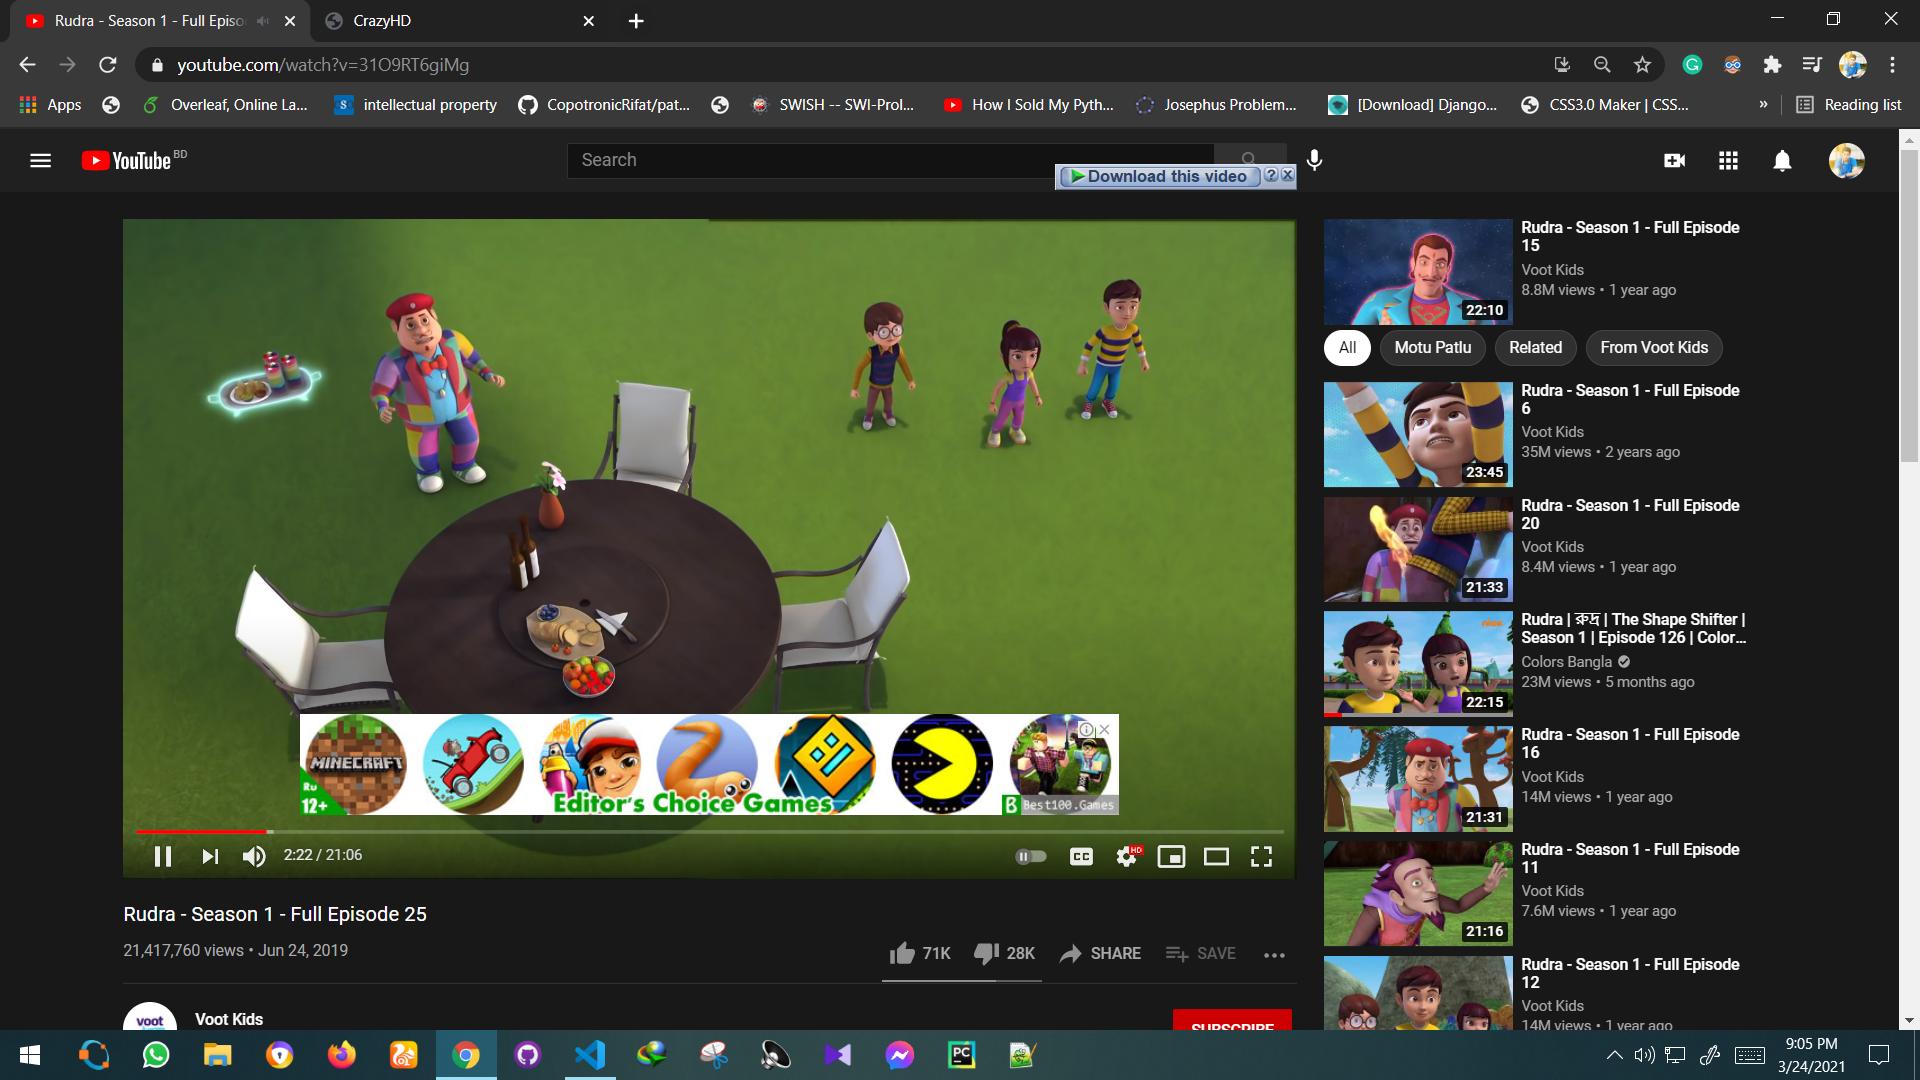 Rudra - Season 1 - Full Episo
CrazyHD
youtube.com/watch?v=31O9RT6giMg
Apps
Overleaf, Online La...
intellectual property
CopotronicRifat/pat...
SWISH -- SWI-Prol...
How I Sold My Pyth...
Josephus Problem...
[Download] Django...
CSS3.0 Maker | CSS...
»
Reading list
YouTube BD
Search
Download this video
Rudra - Season 1 - Full Episode
15
Voot Kids
8.8M views • 1 year ago
22:10
All
Motu Patlu
Related
From Voot Kids
Rudra - Season 1 - Full Episode
6
Voot Kids
35M views • 2 years ago
23:45
Rudra - Season 1 - Full Episode
20
Voot Kids
8.4M views • 1 year ago
21:33
Rudra | রুদ্র | The Shape Shifter |
Season 1 | Episode 126 | Color...
Colors Bangla
23M views • 5 months ago
22:15
Rudra - Season 1 - Full Episode
16
Voot Kids
14M views • 1 year ago
21:31
Rudra - Season 1 - Full Episode
11
Voot Kids
7.6M views • 1 year ago
21:16
Rudra - Season 1 - Full Episode
12
Voot Kids
14M views • 1 year ago
MINECRAFT
Ru
12+
Editor's Choice Games
B Best100.Games
2:22 / 21:06
CC
HD
Rudra - Season 1 - Full Episode 25
21,417,760 views • Jun 24, 2019
71K
28K
SHARE
SAVE
voot
Voot Kids
SUBSCRIBE
PC
9:05 PM
3/24/2021